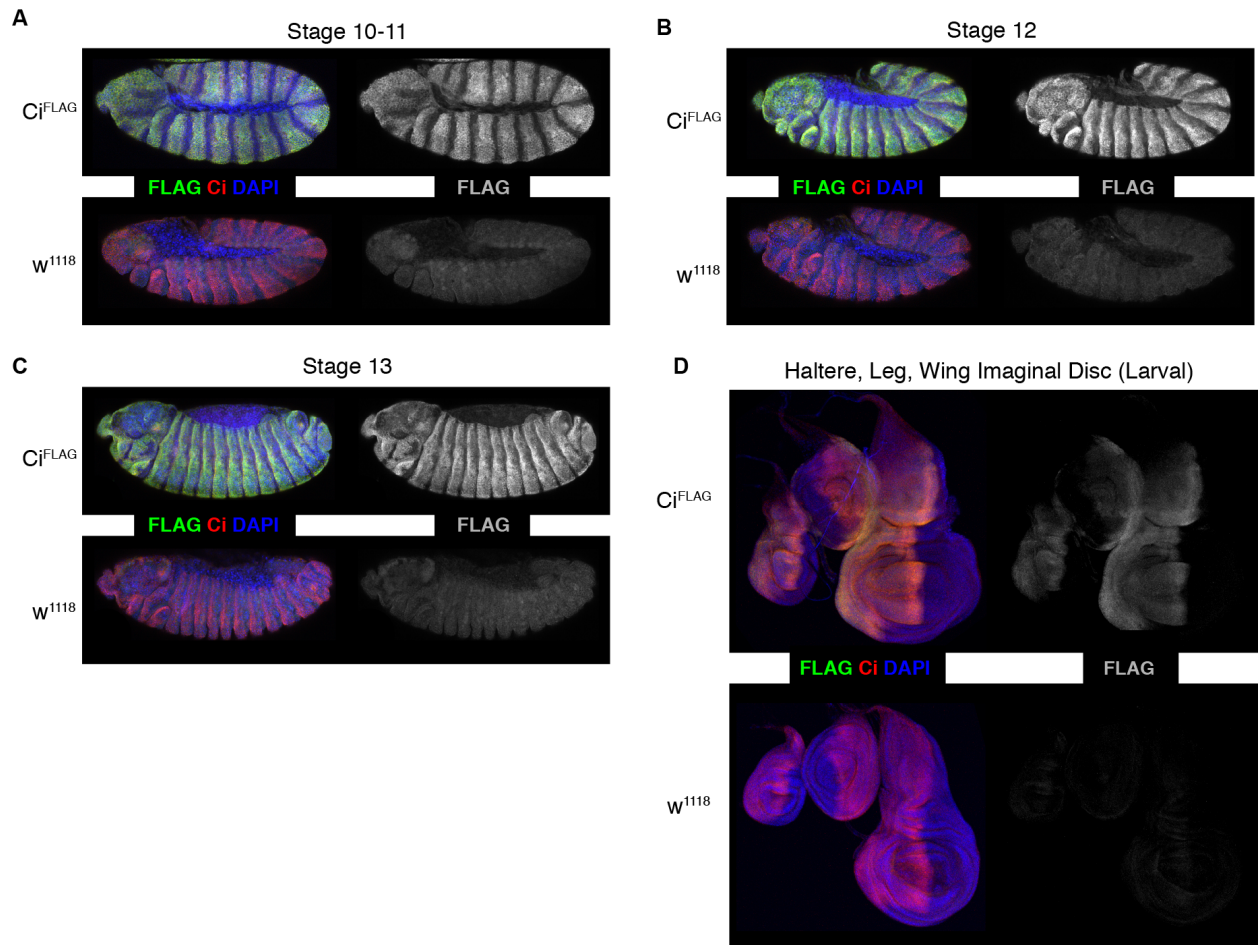 A
Stage 10-11
Ci^FLAG
FLAG Ci DAPI
FLAG
w^1118
B
Stage 12
Ci^FLAG
FLAG Ci DAPI
FLAG
w^1118
C
Stage 13
Ci^FLAG
FLAG Ci DAPI
FLAG
w^1118
D
Haltere, Leg, Wing Imaginal Disc (Larval)
Ci^FLAG
FLAG Ci DAPI
FLAG
w^1118